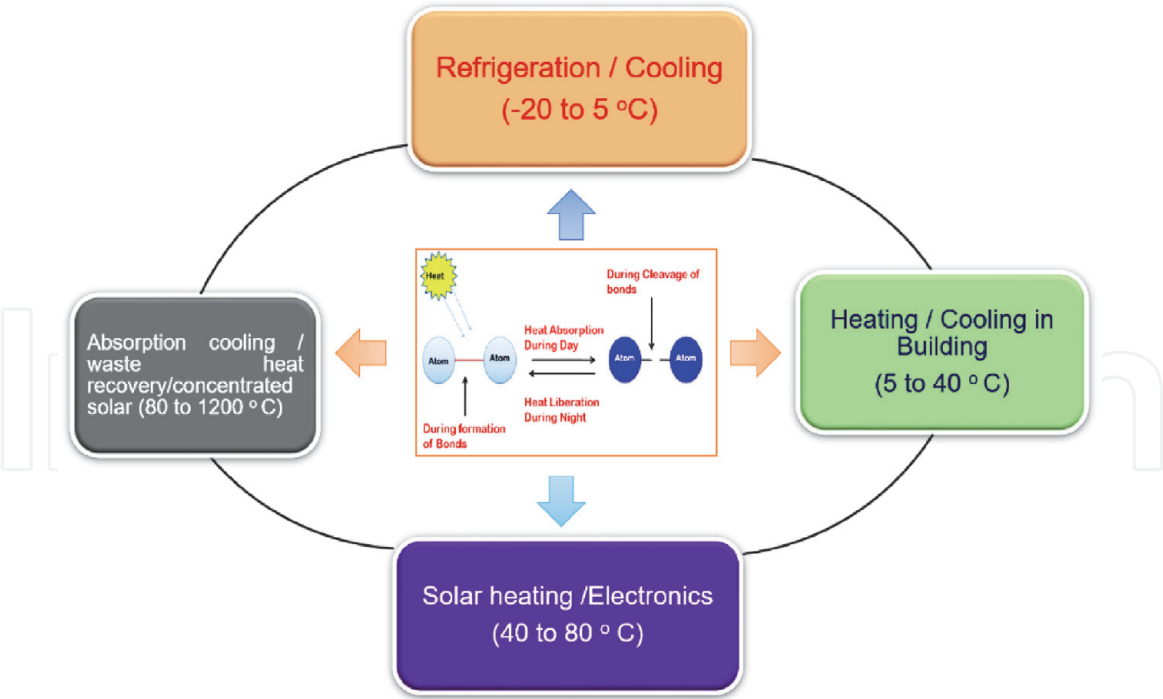 Refrigeration / Cooling
(-20 to 5 °C)
Heat
During Cleavage of
bonds
Atom
Atom
Heat Absorption
During Day
Atom
Atom
Heat Liberation
During Night
During formation
of Bonds
Absorption cooling /
waste heat
recovery/concentrated
solar (80 to 1200 ° C)
Heating / Cooling in
Building
(5 to 40 ° C)
Solar heating /Electronics
(40 to 80 ° C)